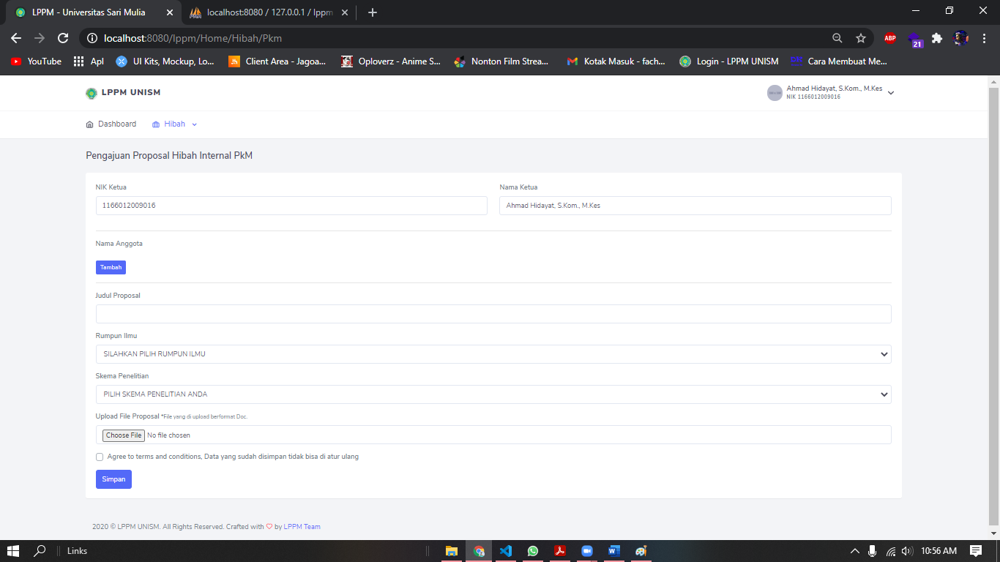 LPPM - Universitas Sari Mulia
localhost:8080 / 127.0.0.1 / lppm
localhost:8080/lppm/Home/Hibah/Pkm
ABP
21
YouTube
Apl
UI Kits, Mockup, Lo...
Client Area - Jagoa...
Oploverz - Anime S...
Nonton Film Strea...
Kotak Masuk - fach...
Login - LPPM UNISM
Cara Membuat Me...
LPPM UNISM
Ahmad Hidayat, S.Kom., M.Kes
NIK 1166012009016
Dashboard
Hibah
Pengajuan Proposal Hibah Internal PkM
NIK Ketua
Nama Ketua
1166012009016
Ahmad Hidayat, S.Kom., M.Kes
Nama Anggota
Tambah
Judul Proposal
Rumpun Ilmu
SILAHKAN PILIH RUMPUN ILMU
Skema Penelitian
PILIH SKEMA PENELITIAN ANDA
Upload File Proposal *File yang di upload berformat Doc.
Choose File No file chosen
Agree to terms and conditions, Data yang sudah disimpan tidak bisa di atur ulang
Simpan
2020 © LPPM UNISM. All Rights Reserved. Crafted with ♡ by LPPM Team
Links
10:56 AM